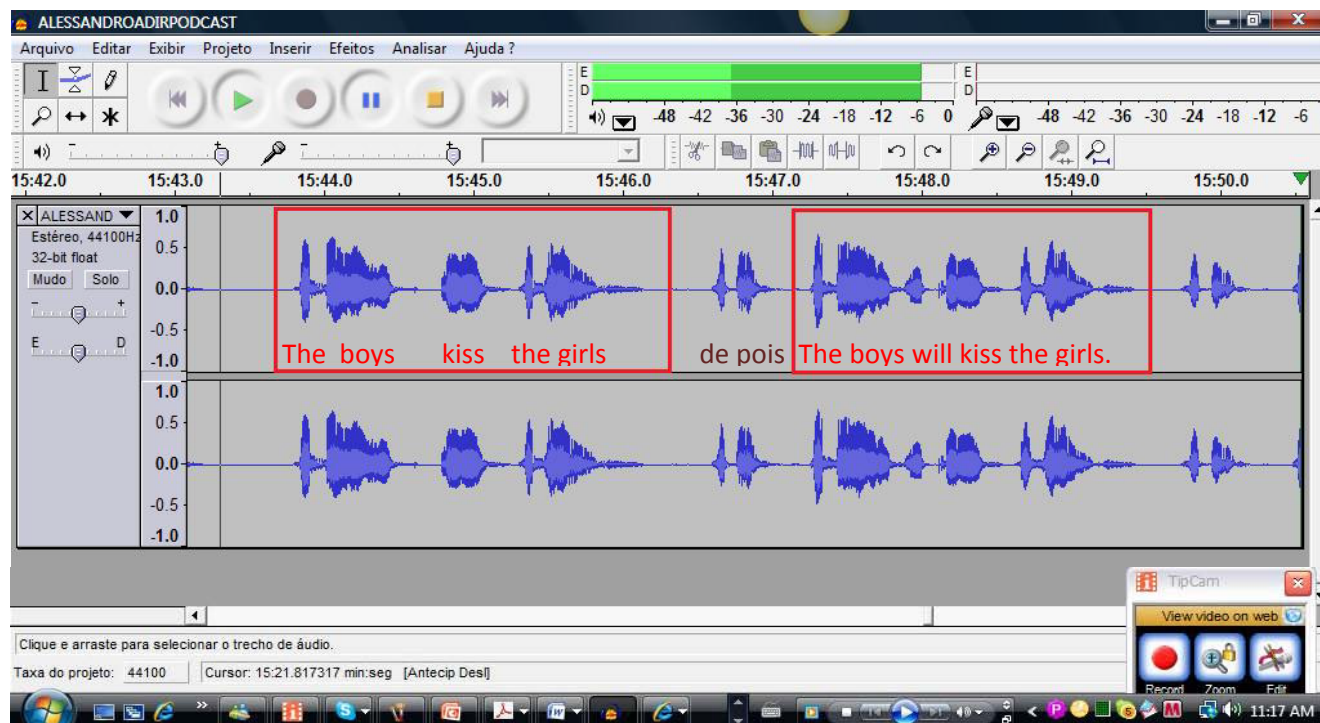 ALESSANDROADIRPODCAST
Arquivo Editar Exibir Projeto Inserir Efeitos Analisar Ajuda ?
E
D
-48 -42 -36 -30 -24 -18 -12 -6 0
E
D
-48 -42 -36 -30 -24 -18 -12 -6
15:42.0 15:43.0 15:44.0 15:45.0 15:46.0 15:47.0 15:48.0 15:49.0 15:50.0
ALESSAND
Estéreo, 44100Hz
32-bit float
Mudo Solo
- +
E D
1.0
0.5
0.0
-0.5
-1.0
The boys kiss the girls de pois The boys will kiss the girls.
1.0
0.5
0.0
-0.5
-1.0
TipCam
View video on web
Record Zoom Edit
Clique e arraste para selecionar o trecho de áudio.
Taxa do projeto: 44100 Cursor: 15:21.817317 min:seg [Antecip Desl]
11:17 AM